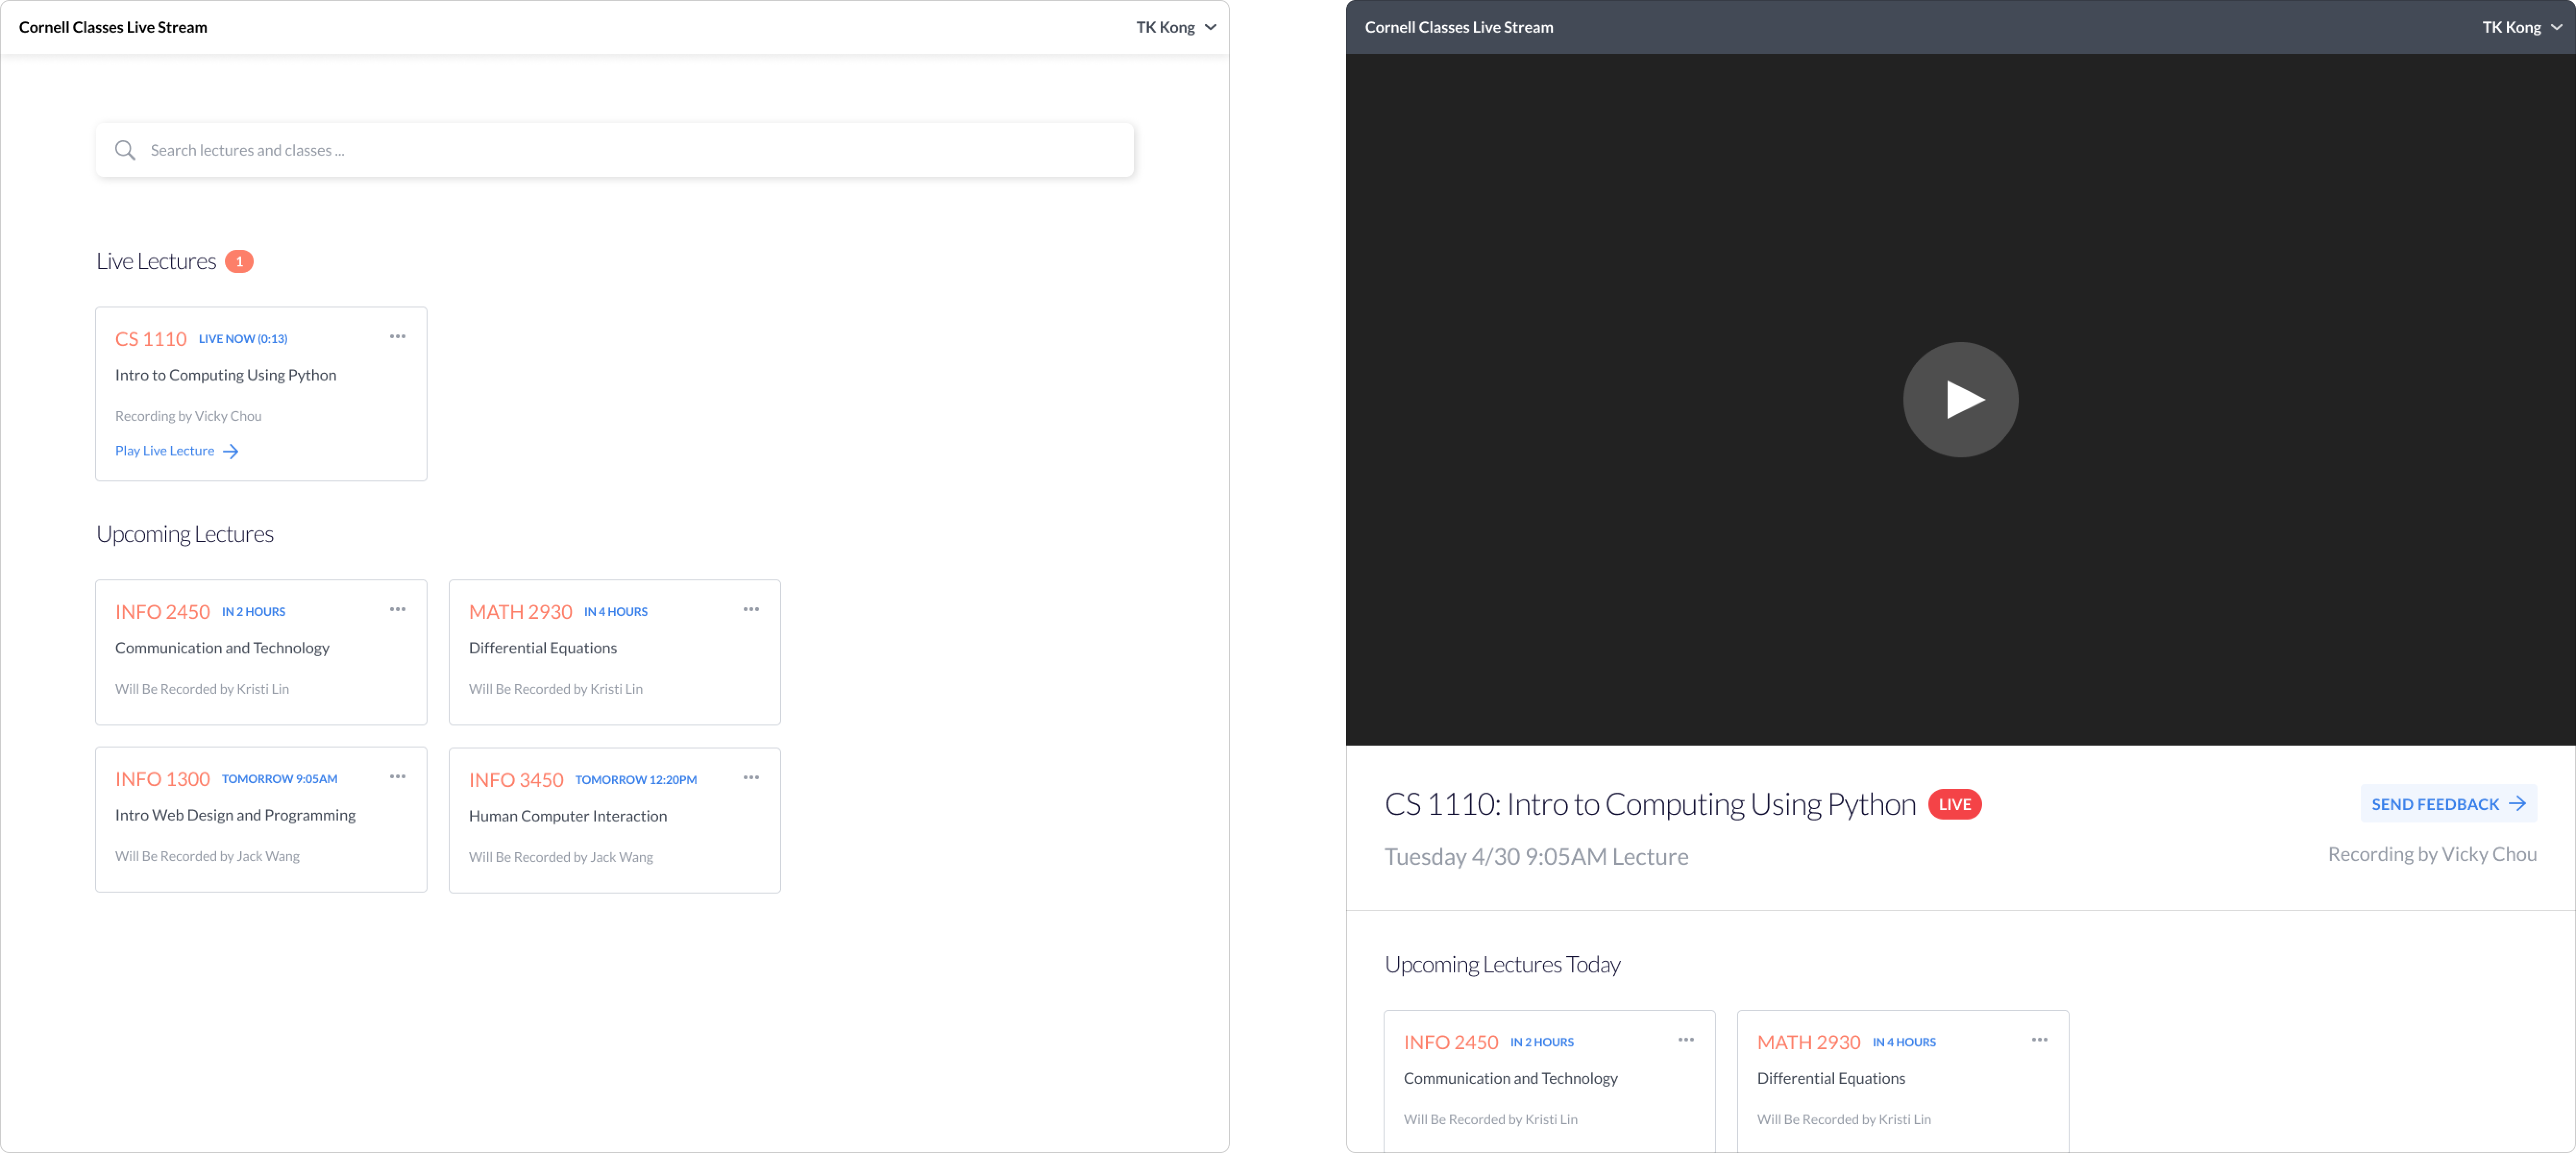 Cornell Classes Live Stream
TK Kong
Search lectures and classes ...
Live Lectures 1
CS 1110 LIVE NOW (0:13)
Intro to Computing Using Python
Recording by Vicky Chou
Play Live Lecture
Upcoming Lectures
INFO 2450 IN 2 HOURS
Communication and Technology
Will Be Recorded by Kristi Lin
MATH 2930 IN 4 HOURS
Differential Equations
Will Be Recorded by Kristi Lin
INFO 1300 TOMORROW 9:05AM
Intro Web Design and Programming
Will Be Recorded by Jack Wang
INFO 3450 TOMORROW 12:20PM
Human Computer Interaction
Will Be Recorded by Jack Wang
Cornell Classes Live Stream
TK Kong
CS 1110: Intro to Computing Using Python LIVE
Tuesday 4/30 9:05AM Lecture
SEND FEEDBACK
Recording by Vicky Chou
Upcoming Lectures Today
INFO 2450 IN 2 HOURS
Communication and Technology
Will Be Recorded by Kristi Lin
MATH 2930 IN 4 HOURS
Differential Equations
Will Be Recorded by Kristi Lin